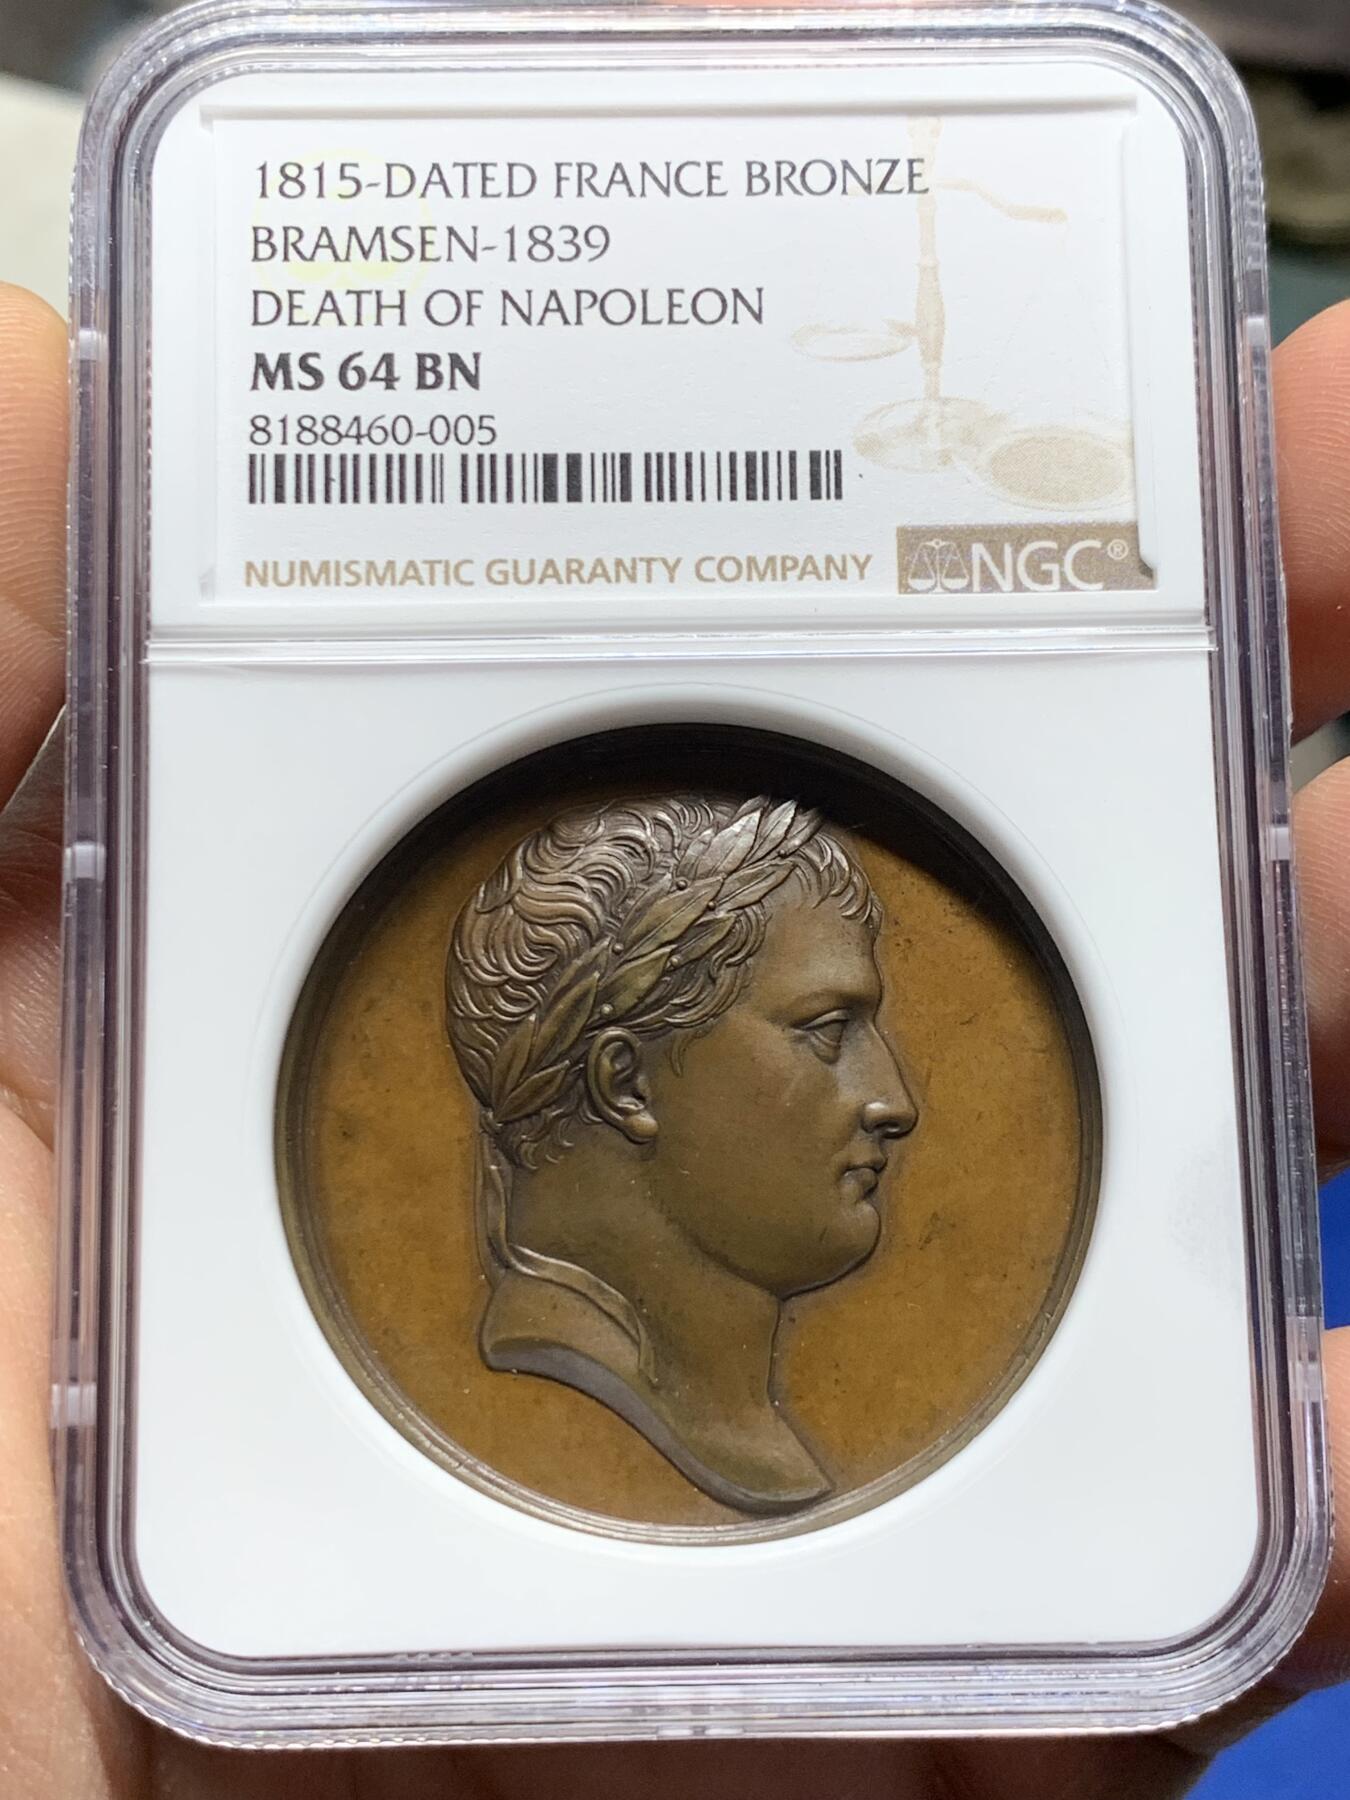 1815-DATED FRANCE BRONZE
BRAMSEN-1839
DEATH OF NAPOLEON
MS 64 BN
8188460-005
NUMISMATIC GUARANTY COMPANY NGC®